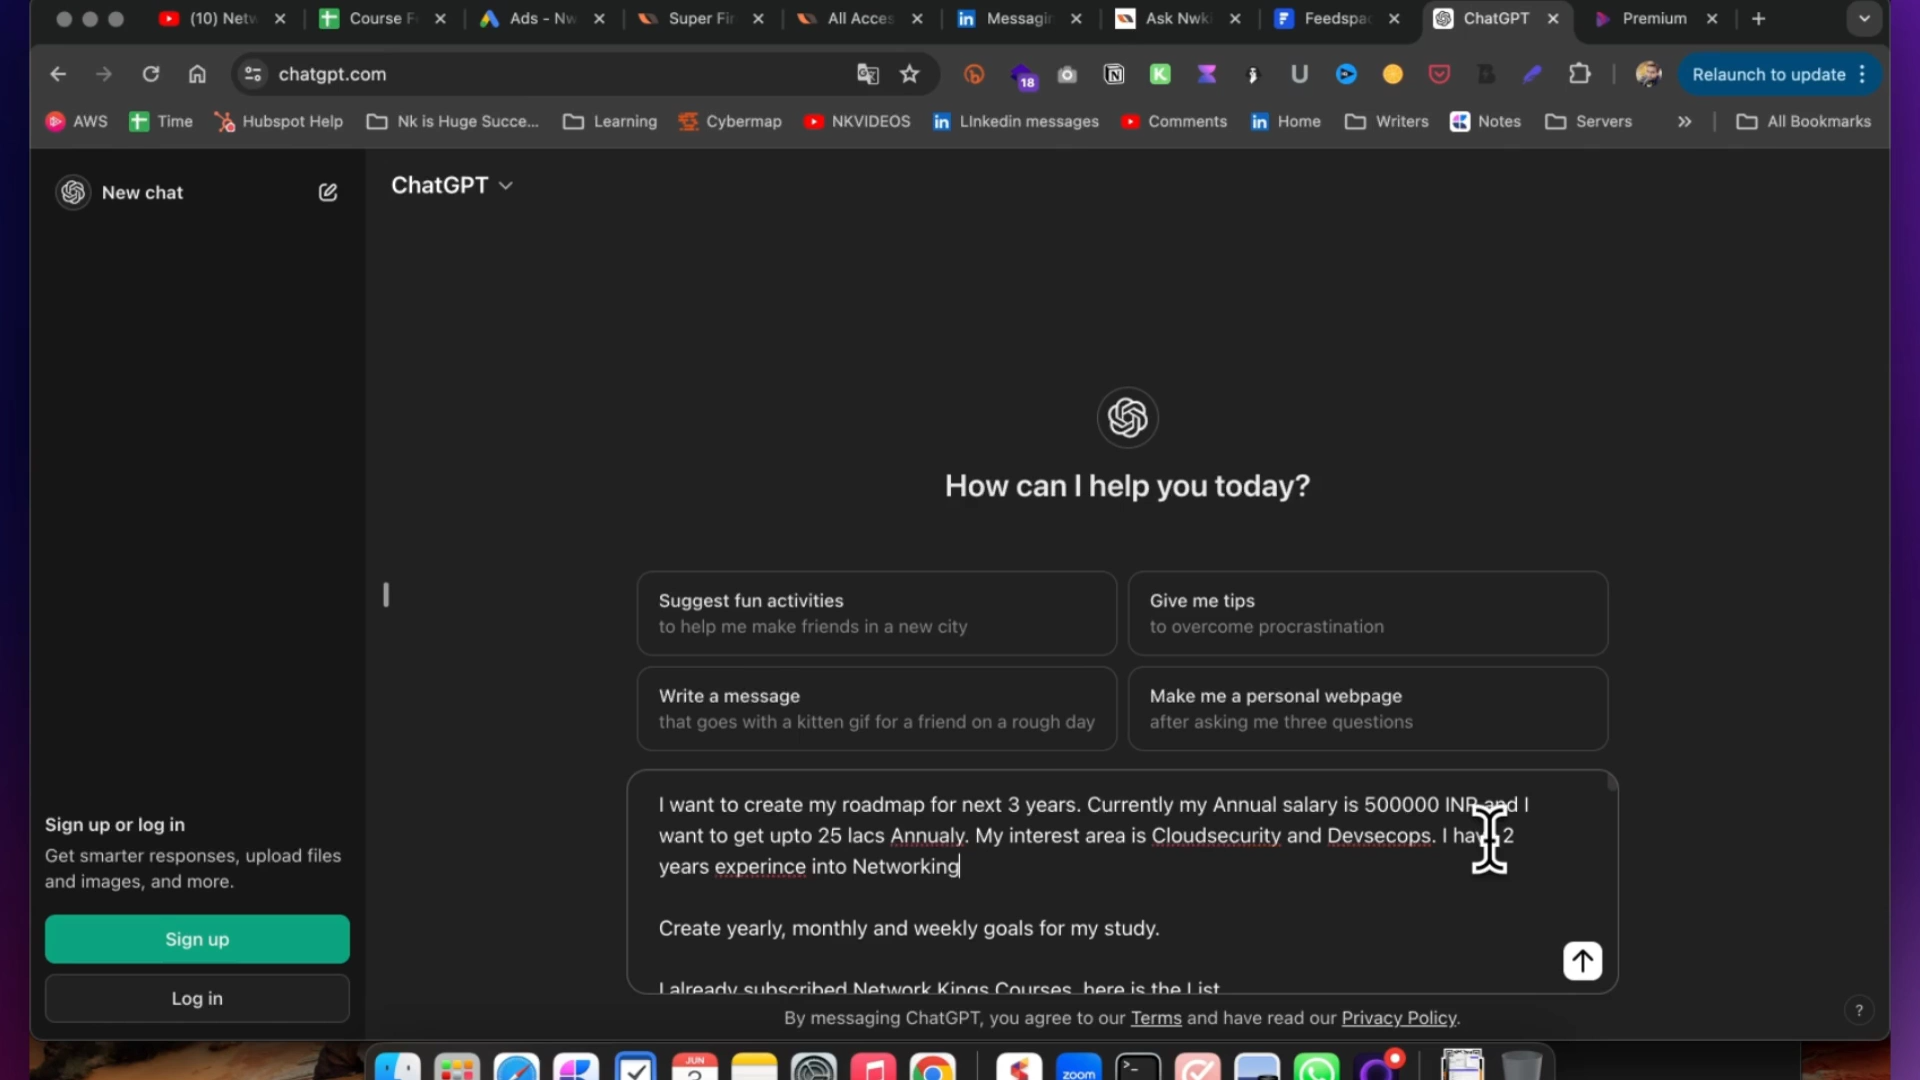 (10) Netw
Course F
Ads - Nw
Super Fir
All Acces
Messagin
Ask Nwki
Feedspac
ChatGPT
Premium
chatgpt.com
18
Relaunch to update
AWS
Time
Hubspot Help
Nk is Huge Succe...
Learning
Cybermap
NKVIDEOS
LInkedin messages
Comments
Home
Writers
Notes
Servers
All Bookmarks
New chat
ChatGPT
How can I help you today?
Suggest fun activities
to help me make friends in a new city
Give me tips
to overcome procrastination
Write a message
that goes with a kitten gif for a friend on a rough day
Make me a personal webpage
after asking me three questions
I want to create my roadmap for next 3 years. Currently my Annual salary is 500000 INR and I
want to get upto 25 lacs Annualy. My interest area is Cloudsecurity and Devsecops. I have 2
years experince into Networking
Create yearly, monthly and weekly goals for my study.
I already subscribed Network Kings Courses, here is the List
Sign up or log in
Get smarter responses, upload files
and images, and more.
Sign up
Log in
By messaging ChatGPT, you agree to our Terms and have read our Privacy Policy.
?
JUN
zoom